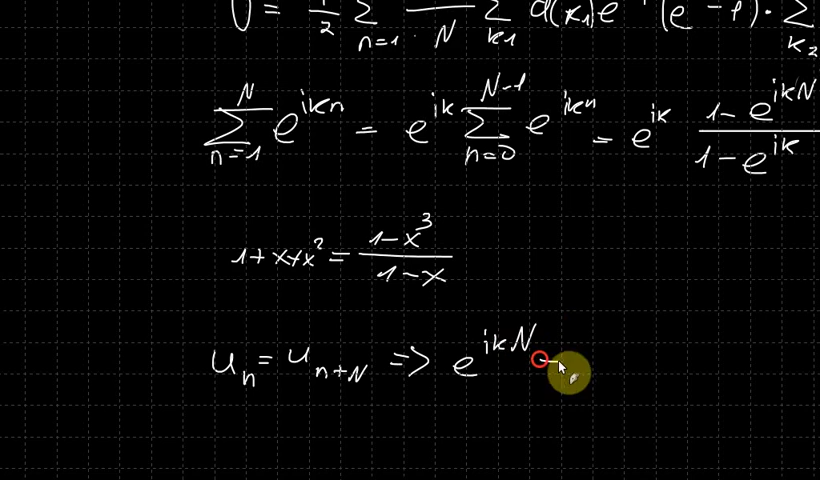 U = 1/2 ∑_{n=1} N ∑_{k1} d(k₁)e (e − 1) · ∑_{k2}
∑_{n=1}^{N} e^{ikn} = e^{ik} ∑_{n=0}^{N-1} e^{ikn} = e^{ik} (1 − e^{ikN})/(1 − e^{ik})
1+x+x² = (1−x³)/(1−x)
u_n = u_{n+N} => e^{ikN} −